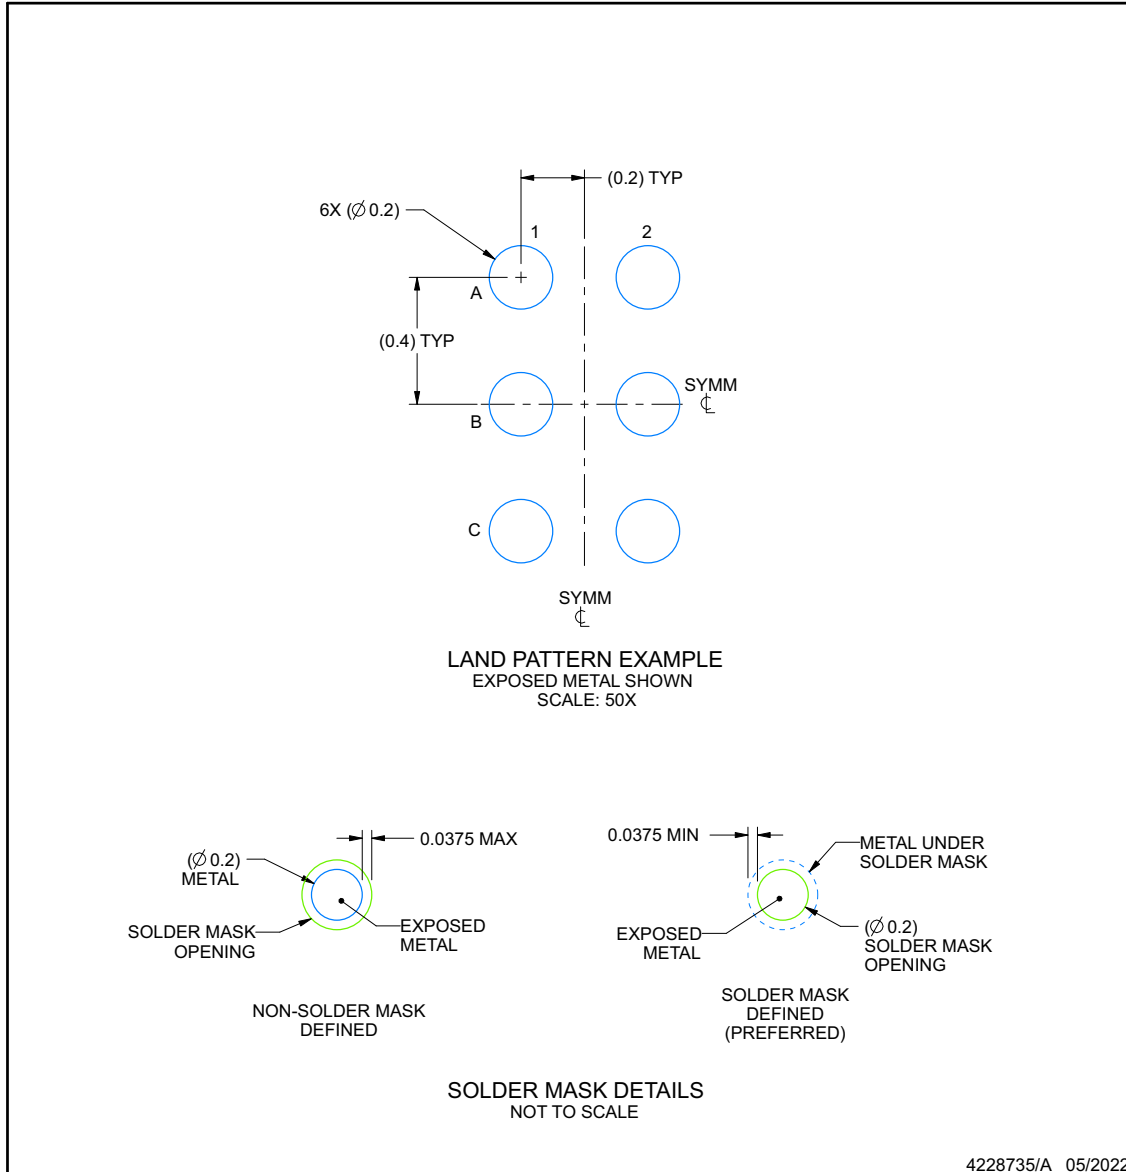 (0.2) TYP
6X (∅ 0.2)
1
2
A
(0.4) TYP
SYMM
℄
B
C
SYMM
℄
LAND PATTERN EXAMPLE
EXPOSED METAL SHOWN
SCALE: 50X
0.0375 MAX
(∅ 0.2)
METAL
SOLDER MASK
OPENING
EXPOSED
METAL
NON-SOLDER MASK
DEFINED
0.0375 MIN
METAL UNDER
SOLDER MASK
EXPOSED
METAL
(∅ 0.2)
SOLDER MASK
OPENING
SOLDER MASK
DEFINED
(PREFERRED)
SOLDER MASK DETAILS
NOT TO SCALE
4228735/A 05/2022